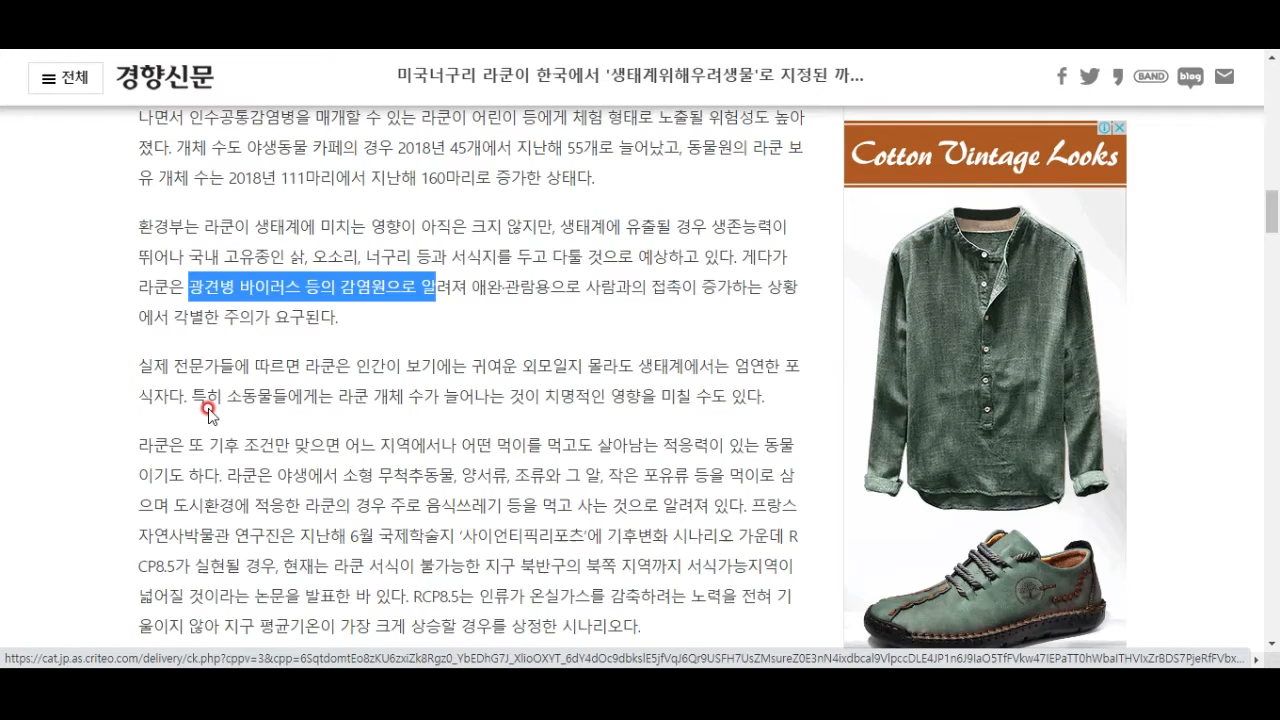 전체
경향신문
미국너구리 라쿤이 한국에서 '생태계위해우려생물'로 지정된 까...
BAND
blog
나면서 인수공통감염병을 매개할 수 있는 라쿤이 어린이 등에게 체험 형태로 노출될 위험성도 높아
졌다. 개체 수도 야생동물 카페의 경우 2018년 45개에서 지난해 55개로 늘어났고, 동물원의 라쿤 보
유 개체 수는 2018년 111마리에서 지난해 160마리로 증가한 상태다.
환경부는 라쿤이 생태계에 미치는 영향이 아직은 크지 않지만, 생태계에 유출될 경우 생존능력이
뛰어나 국내 고유종인 삵, 오소리, 너구리 등과 서식지를 두고 다툴 것으로 예상하고 있다. 게다가
라쿤은 광견병 바이러스 등의 감염원으로 알려져 애완·관람용으로 사람과의 접촉이 증가하는 상황
에서 각별한 주의가 요구된다.
실제 전문가들에 따르면 라쿤은 인간이 보기에는 귀여운 외모일지 몰라도 생태계에서는 엄연한 포
식자다. 특히 소동물들에게는 라쿤 개체 수가 늘어나는 것이 치명적인 영향을 미칠 수도 있다.
라쿤은 또 기후 조건만 맞으면 어느 지역에서나 어떤 먹이를 먹고도 살아남는 적응력이 있는 동물
이기도 하다. 라쿤은 야생에서 소형 무척추동물, 양서류, 조류와 그 알, 작은 포유류 등을 먹이로 삼
으며 도시환경에 적응한 라쿤의 경우 주로 음식쓰레기 등을 먹고 사는 것으로 알려져 있다. 프랑스
자연사박물관 연구진은 지난해 6월 국제학술지 '사이언티픽리포츠'에 기후변화 시나리오 가운데 R
CP8.5가 실현될 경우, 현재는 라쿤 서식이 불가능한 지구 북반구의 북쪽 지역까지 서식가능지역이
넓어질 것이라는 논문을 발표한 바 있다. RCP8.5는 인류가 온실가스를 감축하려는 노력을 전혀 기
울이지 않아 지구 평균기온이 가장 크게 상승할 경우를 상정한 시나리오다.
Cotton Vintage Looks